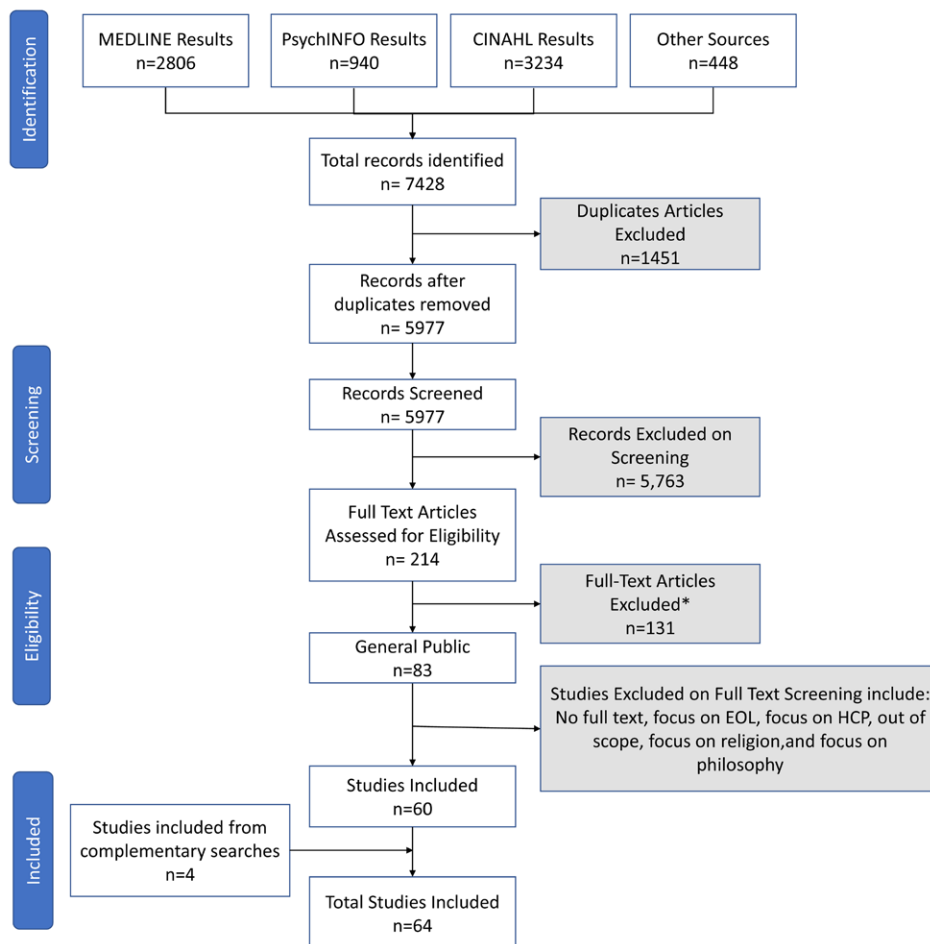 Identification
MEDLINE Results
n=2806
PsychINFO Results
n=940
CINAHL Results
n=3234
Other Sources
n=448
Total records identified
n= 7428
Duplicates Articles
Excluded
n=1451
Records after
duplicates removed
n= 5977
Screening
Records Screened
n= 5977
Records Excluded on
Screening
n= 5,763
Full Text Articles
Assessed for Eligibility
n= 214
Eligibility
Full-Text Articles
Excluded*
n=131
General Public
n=83
Studies Excluded on Full Text Screening include:
No full text, focus on EOL, focus on HCP, out of
scope, focus on religion,and focus on
philosophy
Included
Studies Included
n=60
Studies included from
complementary searches
n=4
Total Studies Included
n=64